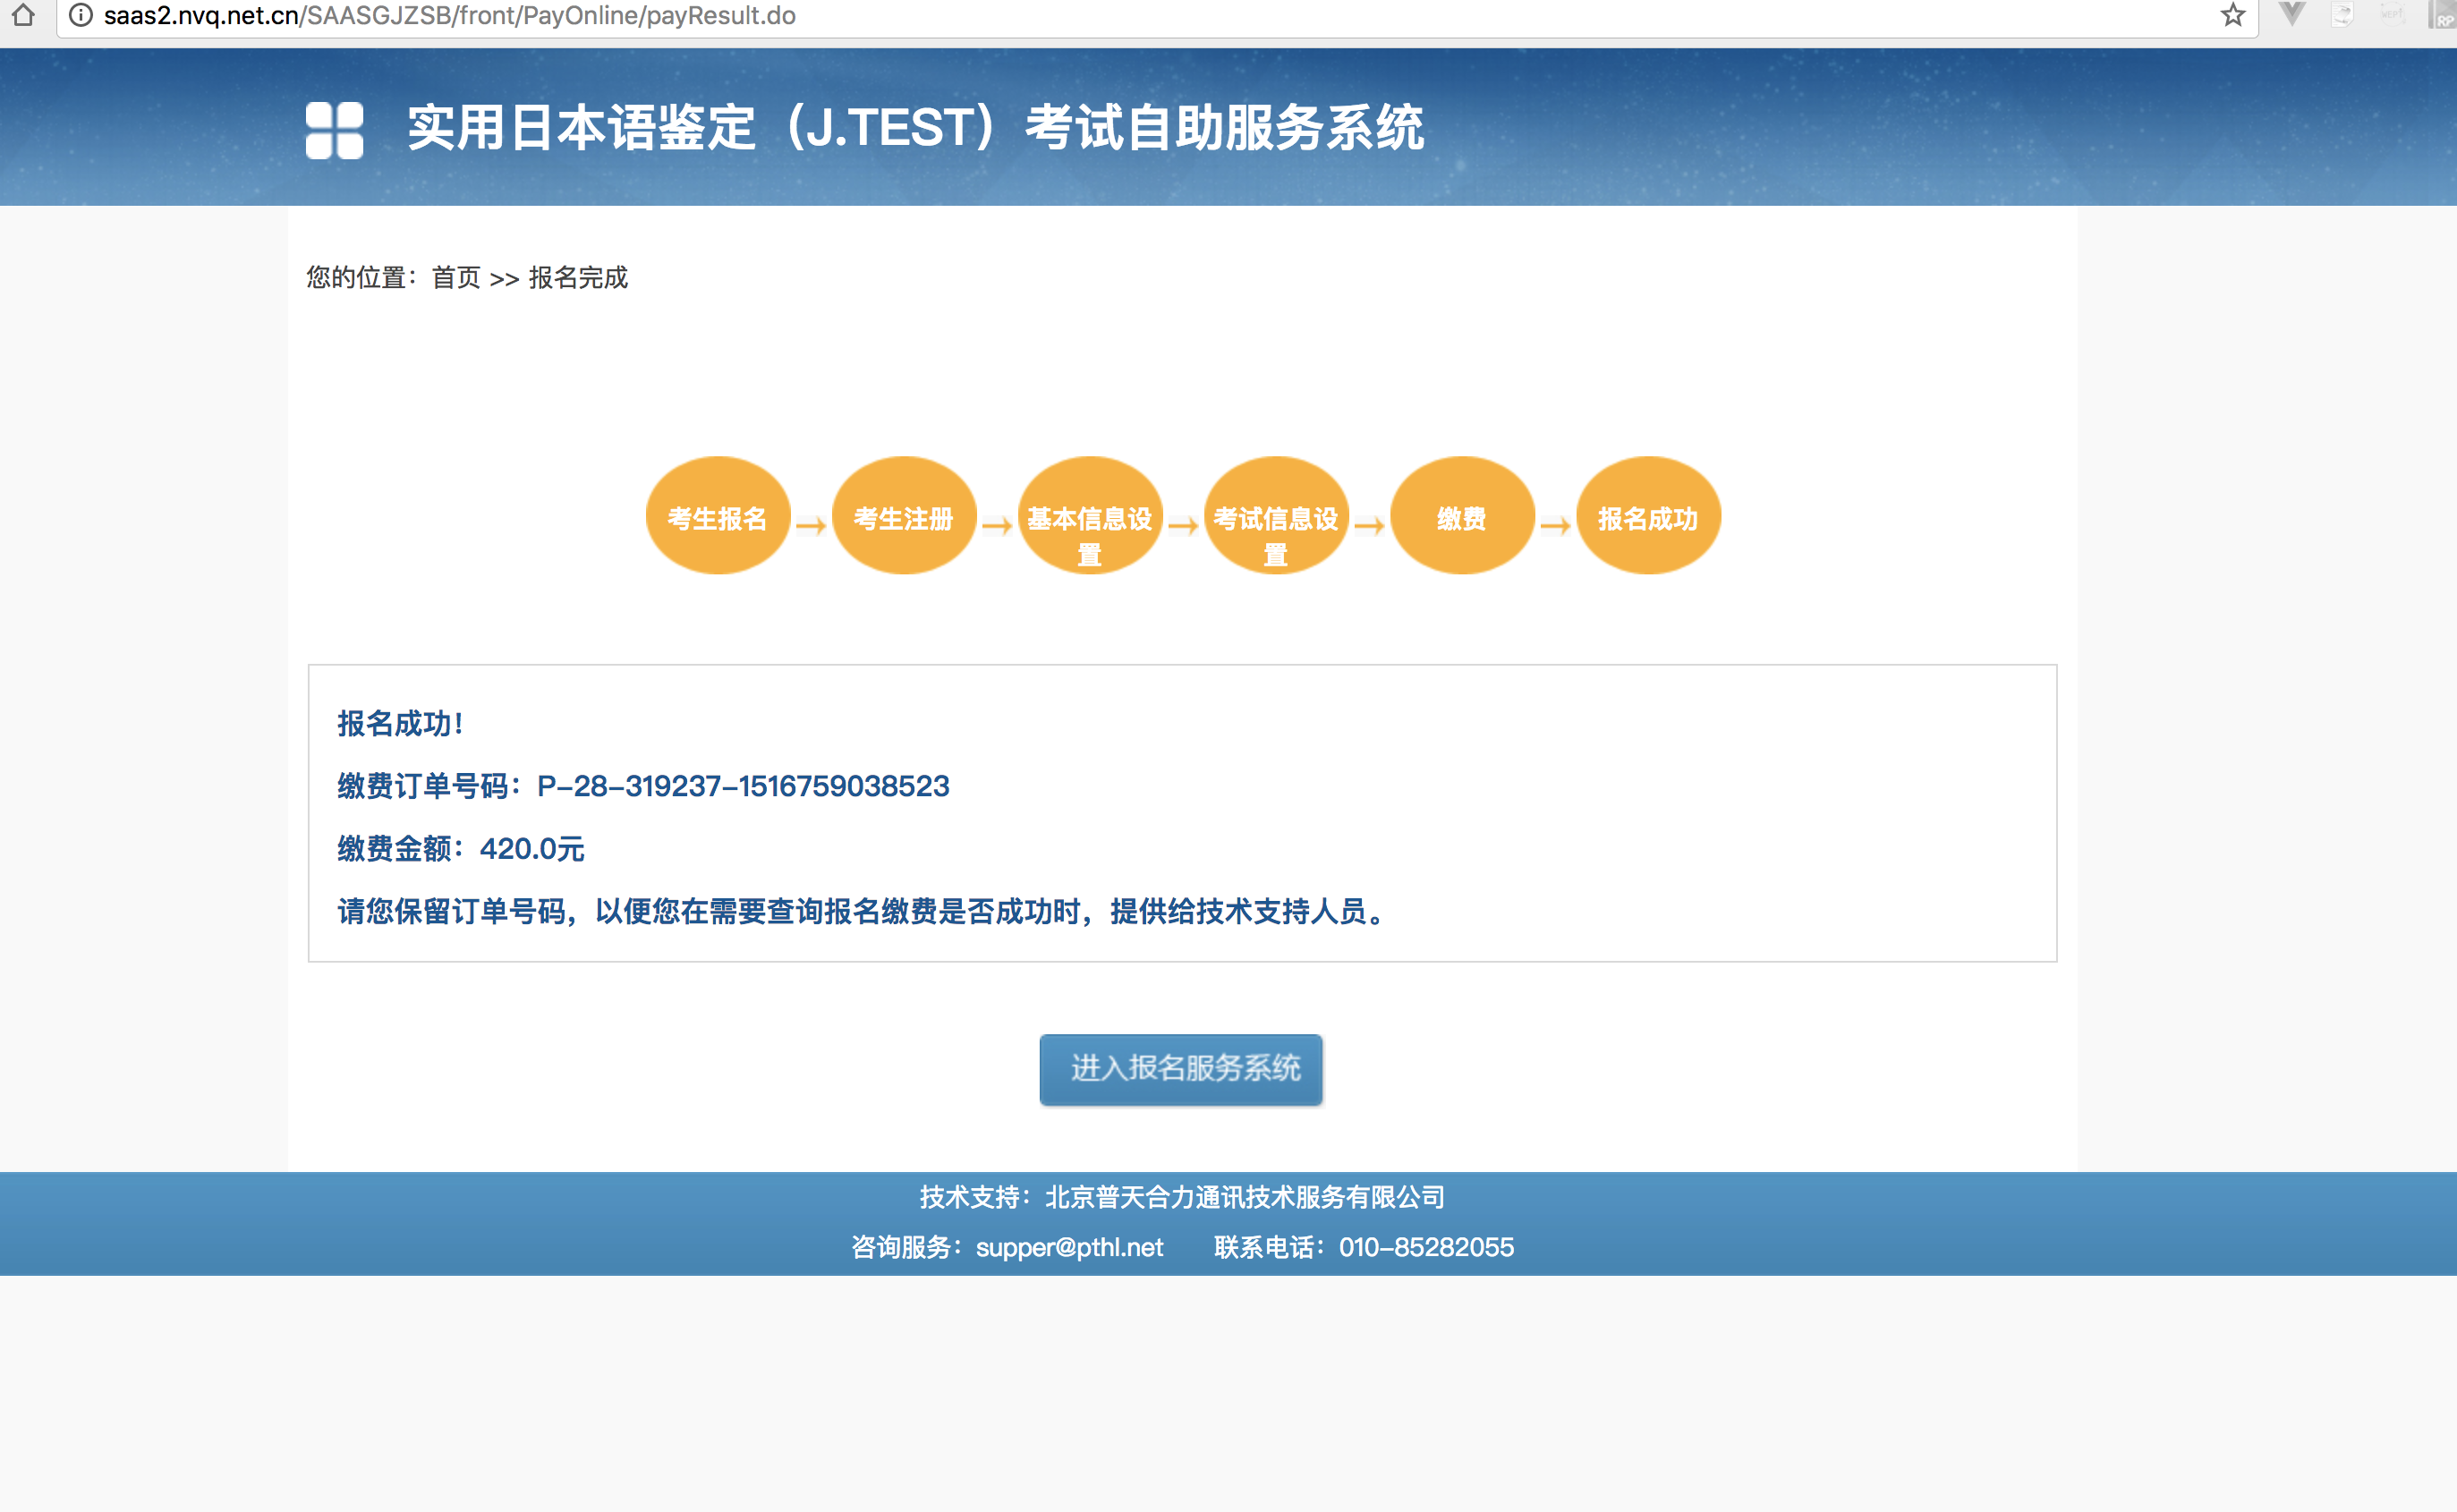 saas2.nvq.net.cn/SAASGJZSB/front/PayOnline/payResult.do
实用日本语鉴定（J.TEST）考试自助服务系统
您的位置：首页 >> 报名完成
考生报名
考生注册
基本信息设
置
考试信息设
置
缴费
报名成功
报名成功！
缴费订单号码：P-28-319237-1516759038523
缴费金额：420.0元
请您保留订单号码，以便您在需要查询报名缴费是否成功时，提供给技术支持人员。
进入报名服务系统
技术支持：北京普天合力通讯技术服务有限公司
咨询服务：supper@pthl.net 联系电话：010-85282055